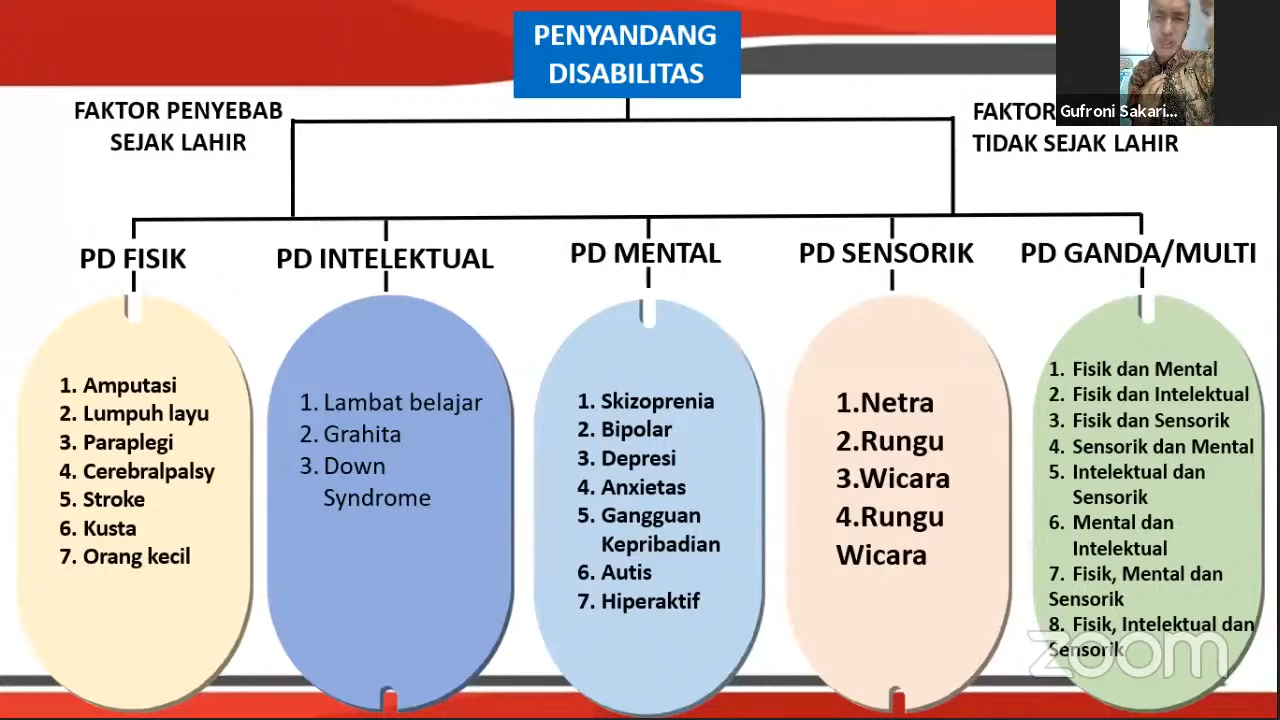 PENYANDANG
DISABILITAS
FAKTOR PENYEBAB
SEJAK LAHIR
FAKTOR
TIDAK SEJAK LAHIR
Gufroni Sakari...
PD FISIK
PD INTELEKTUAL
PD MENTAL
PD SENSORIK
PD GANDA/MULTI
1. Amputasi
2. Lumpuh layu
3. Paraplegi
4. Cerebralpalsy
5. Stroke
6. Kusta
7. Orang kecil
1. Lambat belajar
2. Grahita
3. Down
Syndrome
1. Skizoprenia
2. Bipolar
3. Depresi
4. Anxietas
5. Gangguan
Kepribadian
6. Autis
7. Hiperaktif
1.Netra
2.Rungu
3.Wicara
4.Rungu
Wicara
1. Fisik dan Mental
2. Fisik dan Intelektual
3. Fisik dan Sensorik
4. Sensorik dan Mental
5. Intelektual dan
Sensorik
6. Mental dan
Intelektual
7. Fisik, Mental dan
Sensorik
8. Fisik, Intelektual dan
Sensorik
zoom